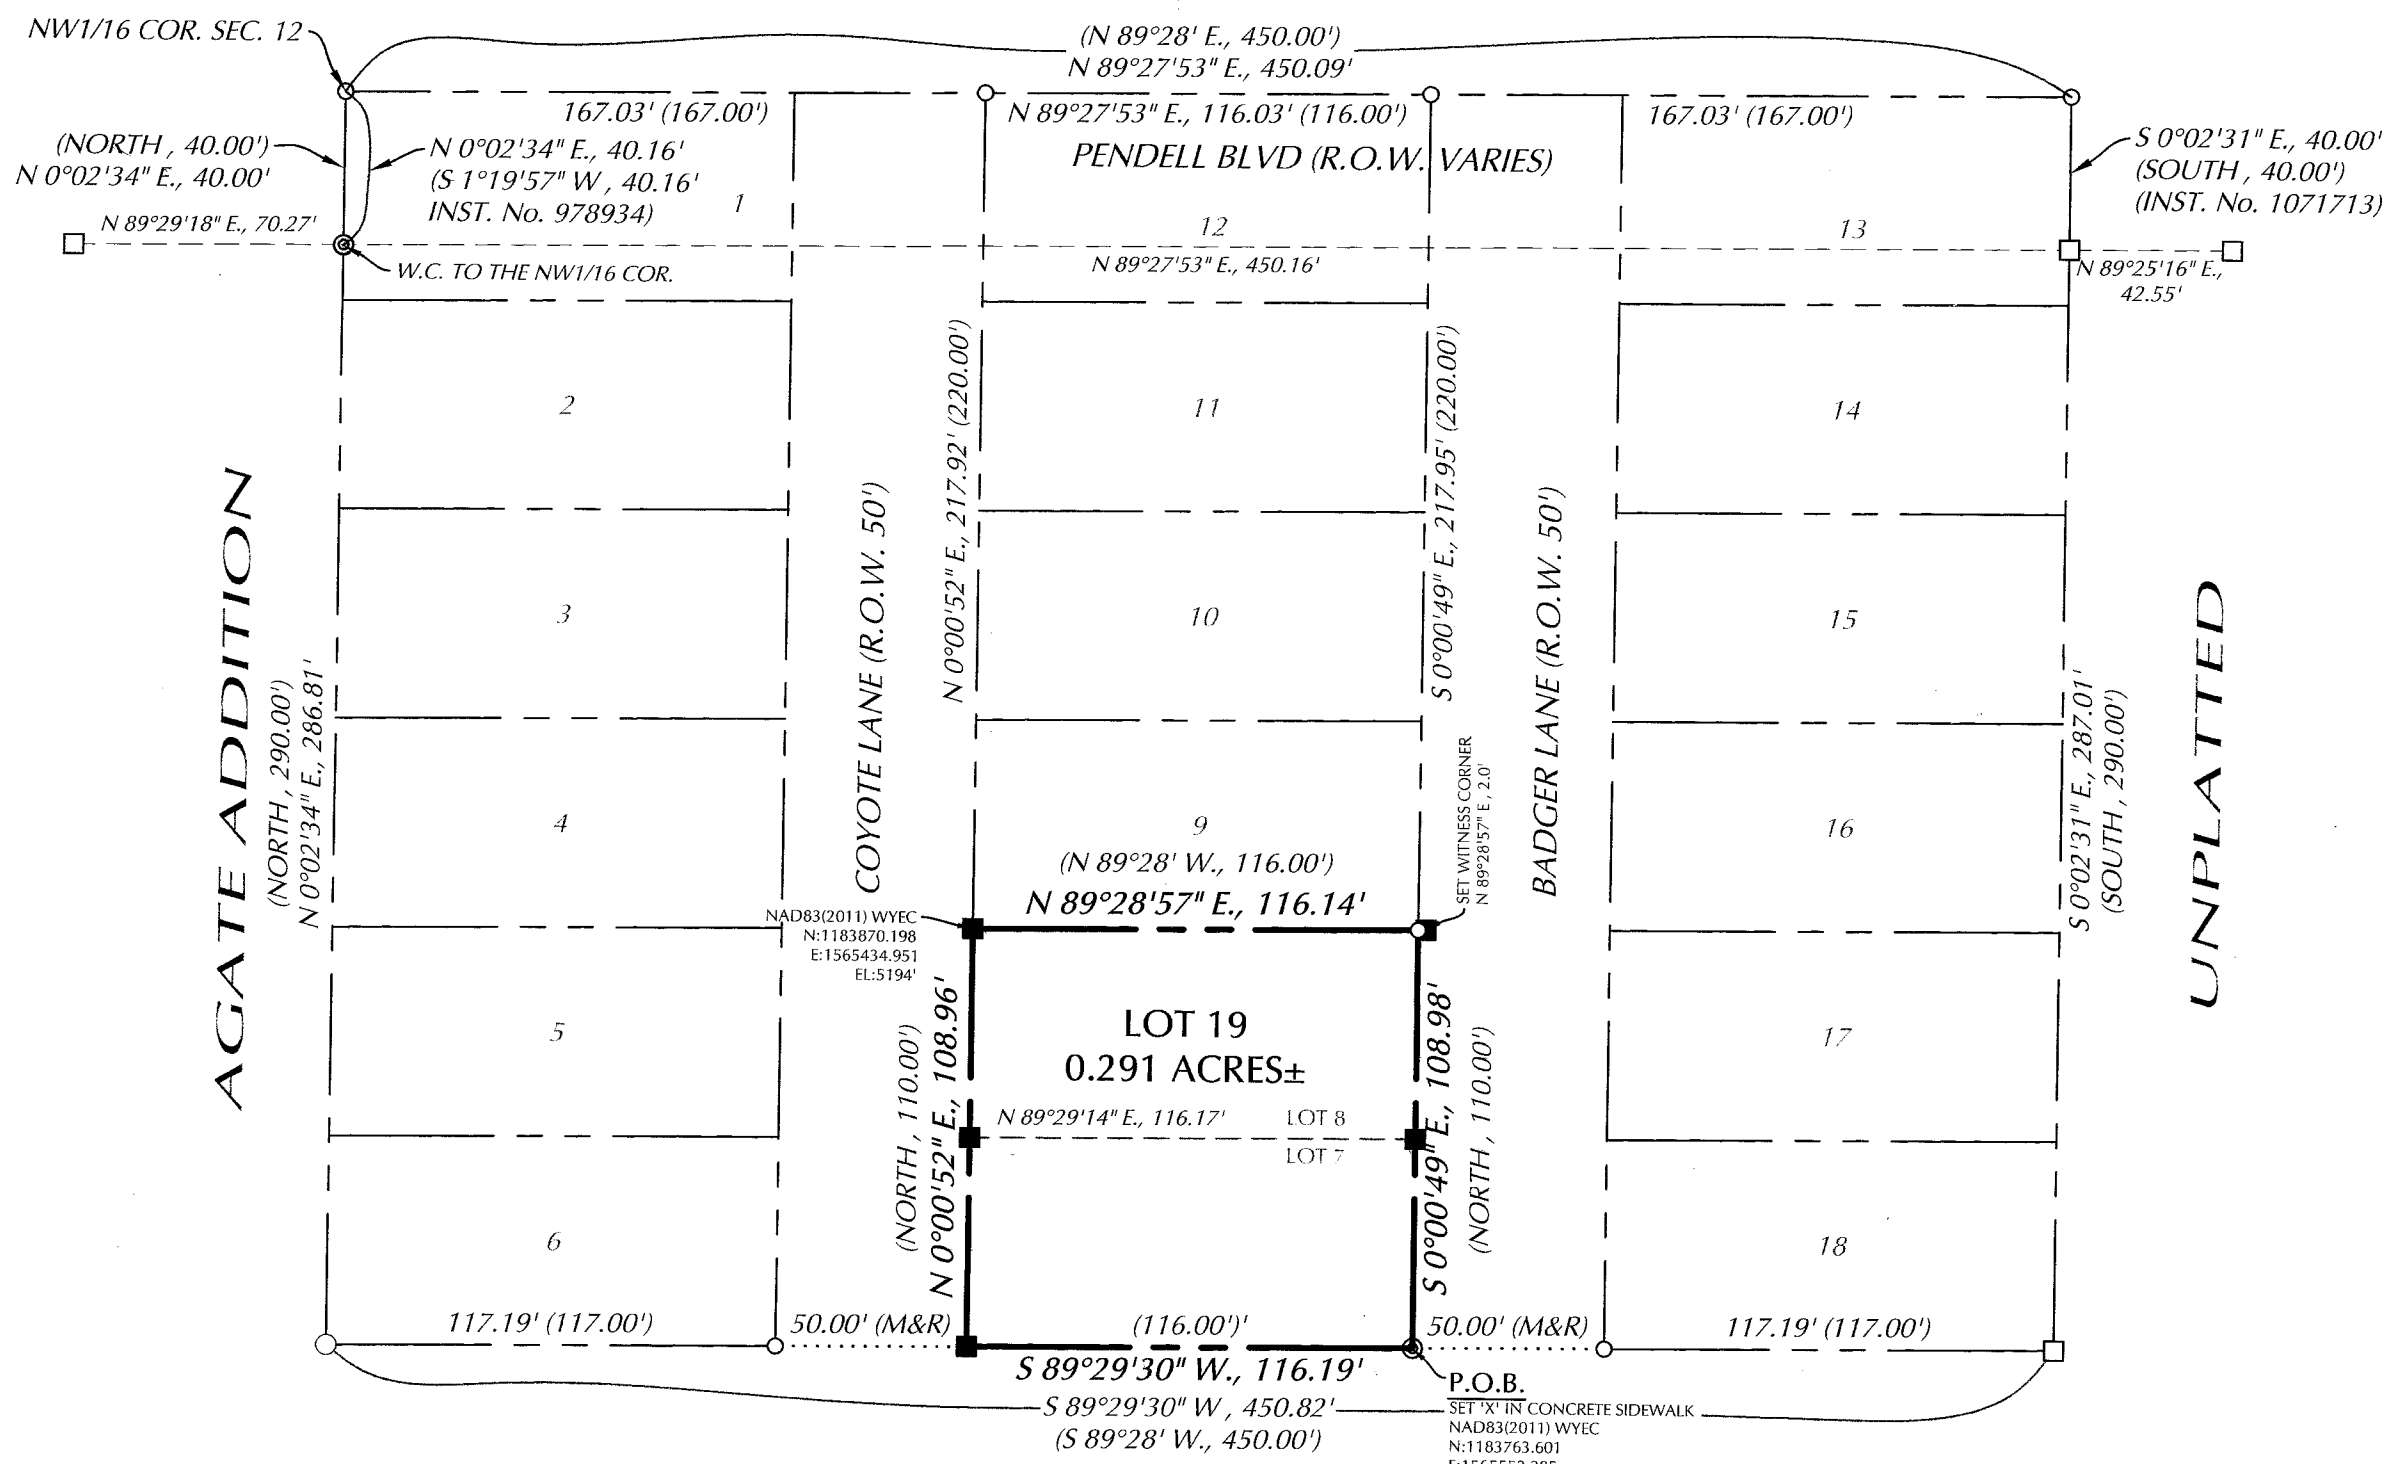 NW1/16 COR. SEC. 12
(N 89°28' E., 450.00')
N 89°27'53" E., 450.09'
167.03' (167.00')
N 89°27'53" E., 116.03' (116.00')
167.03' (167.00')
(NORTH , 40.00')
N 0°02'34" E., 40.00'
N 0°02'34" E., 40.16'
(S 1°19'57" W , 40.16'
INST. No. 978934)
PENDELL BLVD (R.O.W. VARIES)
S 0°02'31" E., 40.00'
(SOUTH , 40.00')
(INST. No. 1071713)
1
12
13
N 89°29'18" E., 70.27'
W.C. TO THE NW1/16 COR.
N 89°27'53" E., 450.16'
N 89°25'16" E.,
42.55'
2
11
14
N 0°00'52" E., 217.92' (220.00')
S 0°00'49" E., 217.95' (220.00')
AGATE ADDITION
COYOTE LANE (R.O.W. 50')
BADGER LANE (R.O.W. 50')
UNPLATTED
3
10
15
(NORTH , 290.00')
N 0°02'34" E., 286.81'
S 0°02'31" E., 287.01'
(SOUTH , 290.00')
4
9
16
SET WITNESS CORNER
N 89°28'57" E , 2.0'
(N 89°28' W., 116.00')
N 89°28'57" E., 116.14'
NAD83(2011) WYEC
N:1183870.198
E:1565434.951
EL:5194'
5
17
LOT 19
0.291 ACRES±
(NORTH , 110.00')
N 0°00'52" E., 108.96'
S 0°00'49" E., 108.98'
(NORTH , 110.00')
N 89°29'14" E., 116.17'
LOT 8
LOT 7
6
18
117.19' (117.00')
50.00' (M&R)
(116.00')'
50.00' (M&R)
117.19' (117.00')
S 89°29'30" W., 116.19'
S 89°29'30" W , 450.82'
(S 89°28' W., 450.00')
P.O.B.
SET 'X' IN CONCRETE SIDEWALK
NAD83(2011) WYEC
N:1183763.601